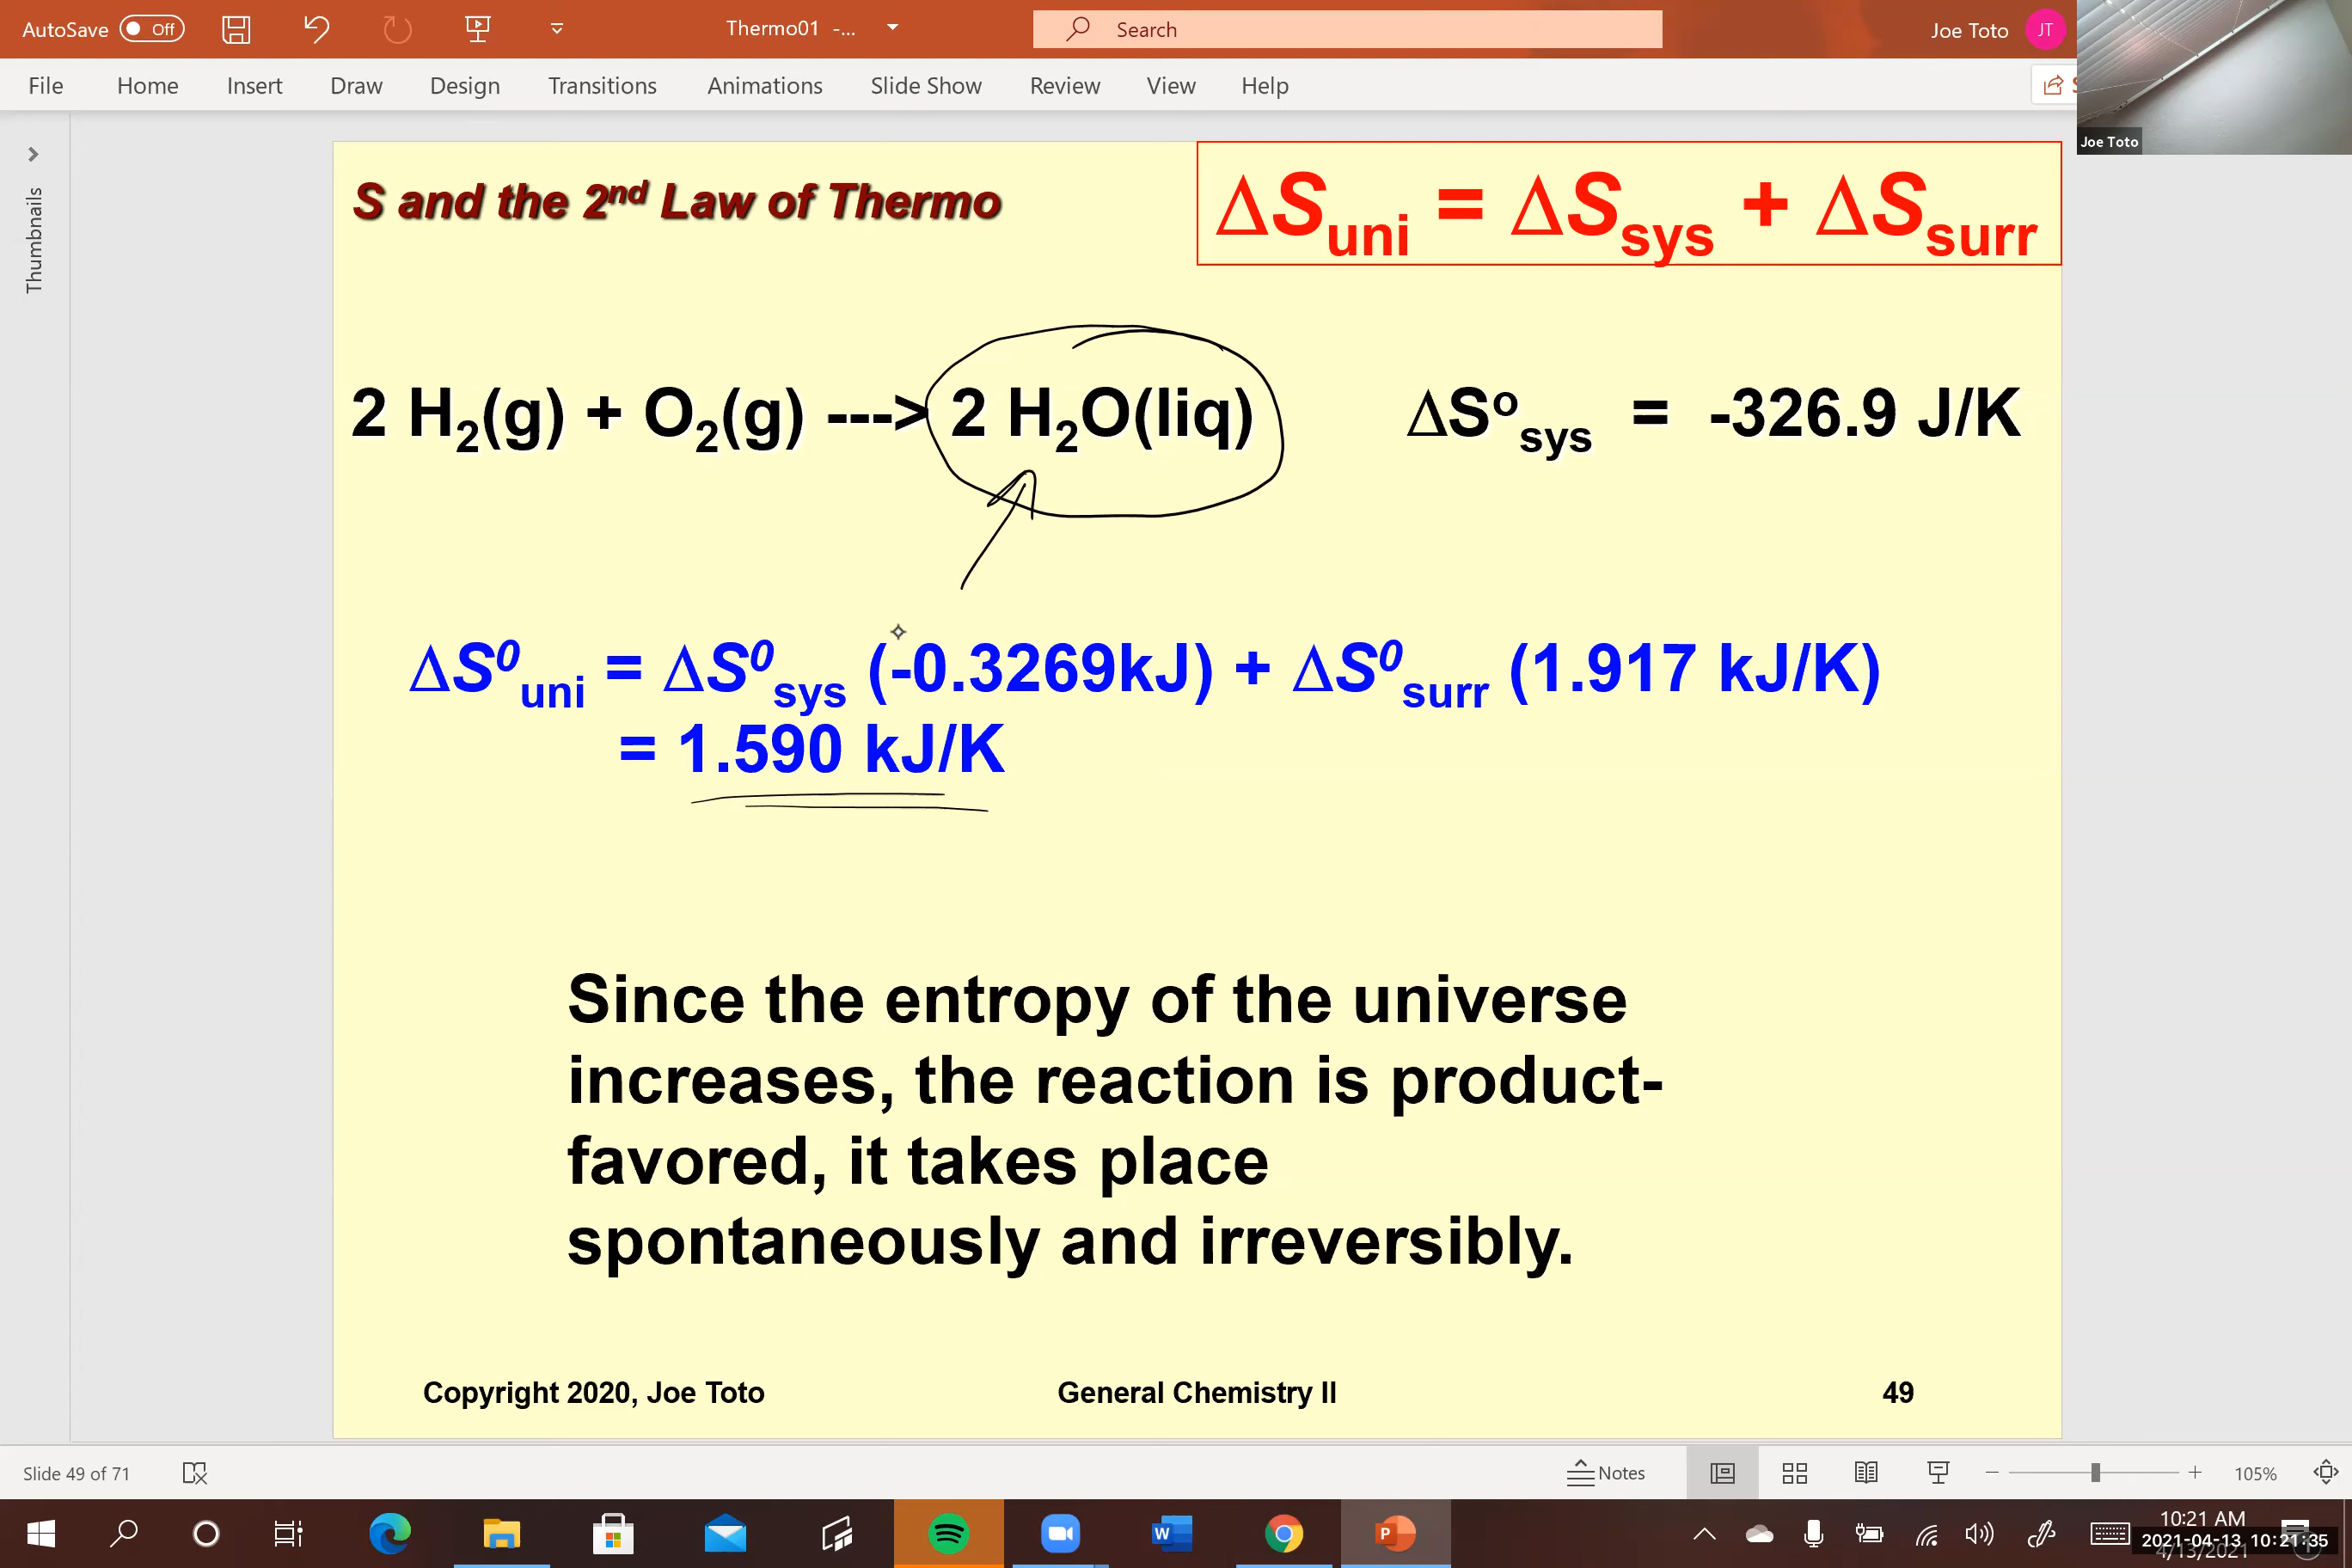 AutoSave Off Thermo01 -... Search Joe Toto JT
File Home Insert Draw Design Transitions Animations Slide Show Review View Help
Joe Toto
Thumbnails
S and the 2nd Law of Thermo
ΔSuni = ΔSsys + ΔSsurr
2 H2(g) + O2(g) ---> 2 H2O(liq) ΔSosys = -326.9 J/K
ΔS0uni = ΔS0sys (-0.3269kJ) + ΔS0surr (1.917 kJ/K)
= 1.590 kJ/K
Since the entropy of the universe
increases, the reaction is product-
favored, it takes place
spontaneously and irreversibly.
Copyright 2020, Joe Toto General Chemistry II 49
Slide 49 of 71 Notes 105%
W P
10:21 AM
2021-04-13 10:21:35
4/13/2021